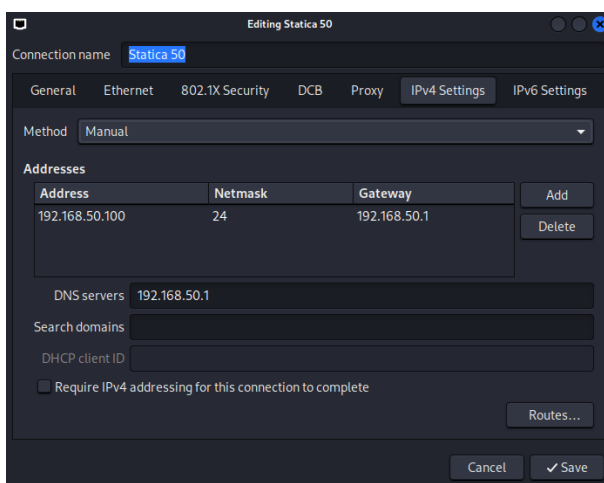 Editing Statica 50
Connection name Statica 50
General Ethernet 802.1X Security DCB Proxy IPv4 Settings IPv6 Settings
Method Manual
Addresses
Address Netmask Gateway
192.168.50.100 24 192.168.50.1
Add
Delete
DNS servers 192.168.50.1
Search domains
DHCP client ID
Require IPv4 addressing for this connection to complete
Routes...
Cancel Save